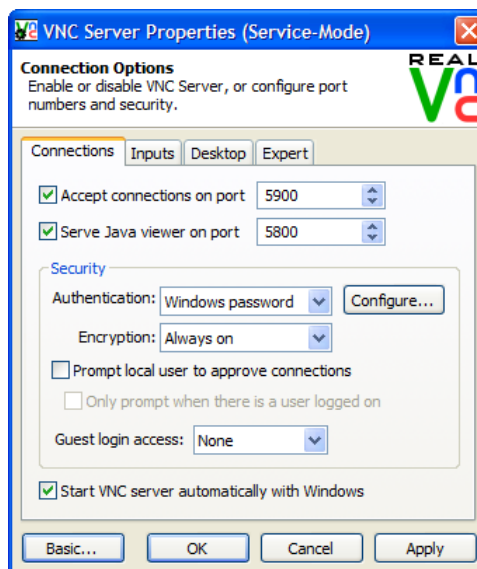 VNC Server Properties (Service-Mode)
Connection Options
Enable or disable VNC Server, or configure port
numbers and security.
REAL
VNC
Connections Inputs Desktop Expert
Accept connections on port 5900
Serve Java viewer on port 5800
Security
Authentication: Windows password Configure...
Encryption: Always on
Prompt local user to approve connections
Only prompt when there is a user logged on
Guest login access: None
Start VNC server automatically with Windows
Basic... OK Cancel Apply